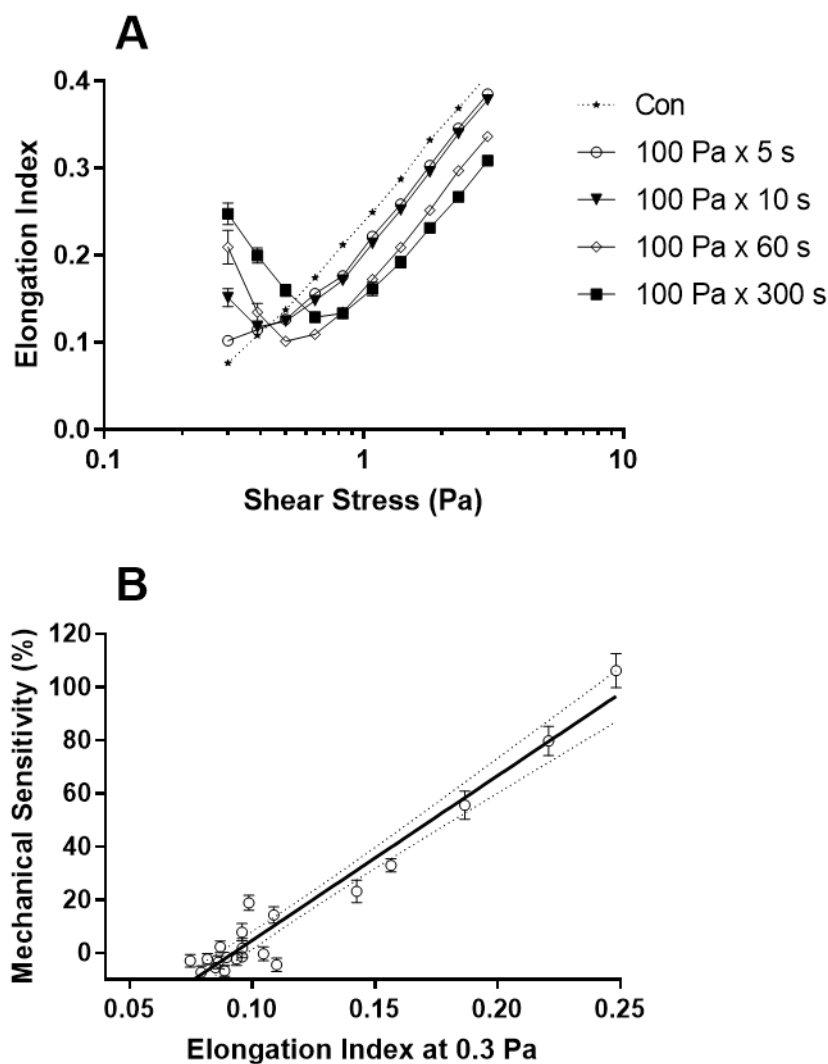 A
0.4
0.3
0.2
0.1
0.0
Elongation Index
0.1
1
10
Shear Stress (Pa)
Con
100 Pa x 5 s
100 Pa x 10 s
100 Pa x 60 s
100 Pa x 300 s
B
120
100
80
60
40
20
0
Mechanical Sensitivity (%)
0.05
0.10
0.15
0.20
0.25
Elongation Index at 0.3 Pa